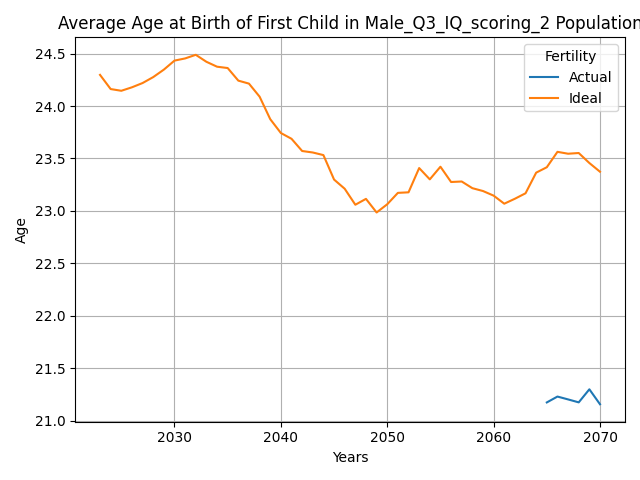 Average Age at Birth of First Child in Male_Q3_IQ_scoring_2 Population
Fertility
Actual
Ideal
24.5
24.0
23.5
23.0
22.5
22.0
21.5
21.0
Age
2030
2040
2050
2060
2070
Years